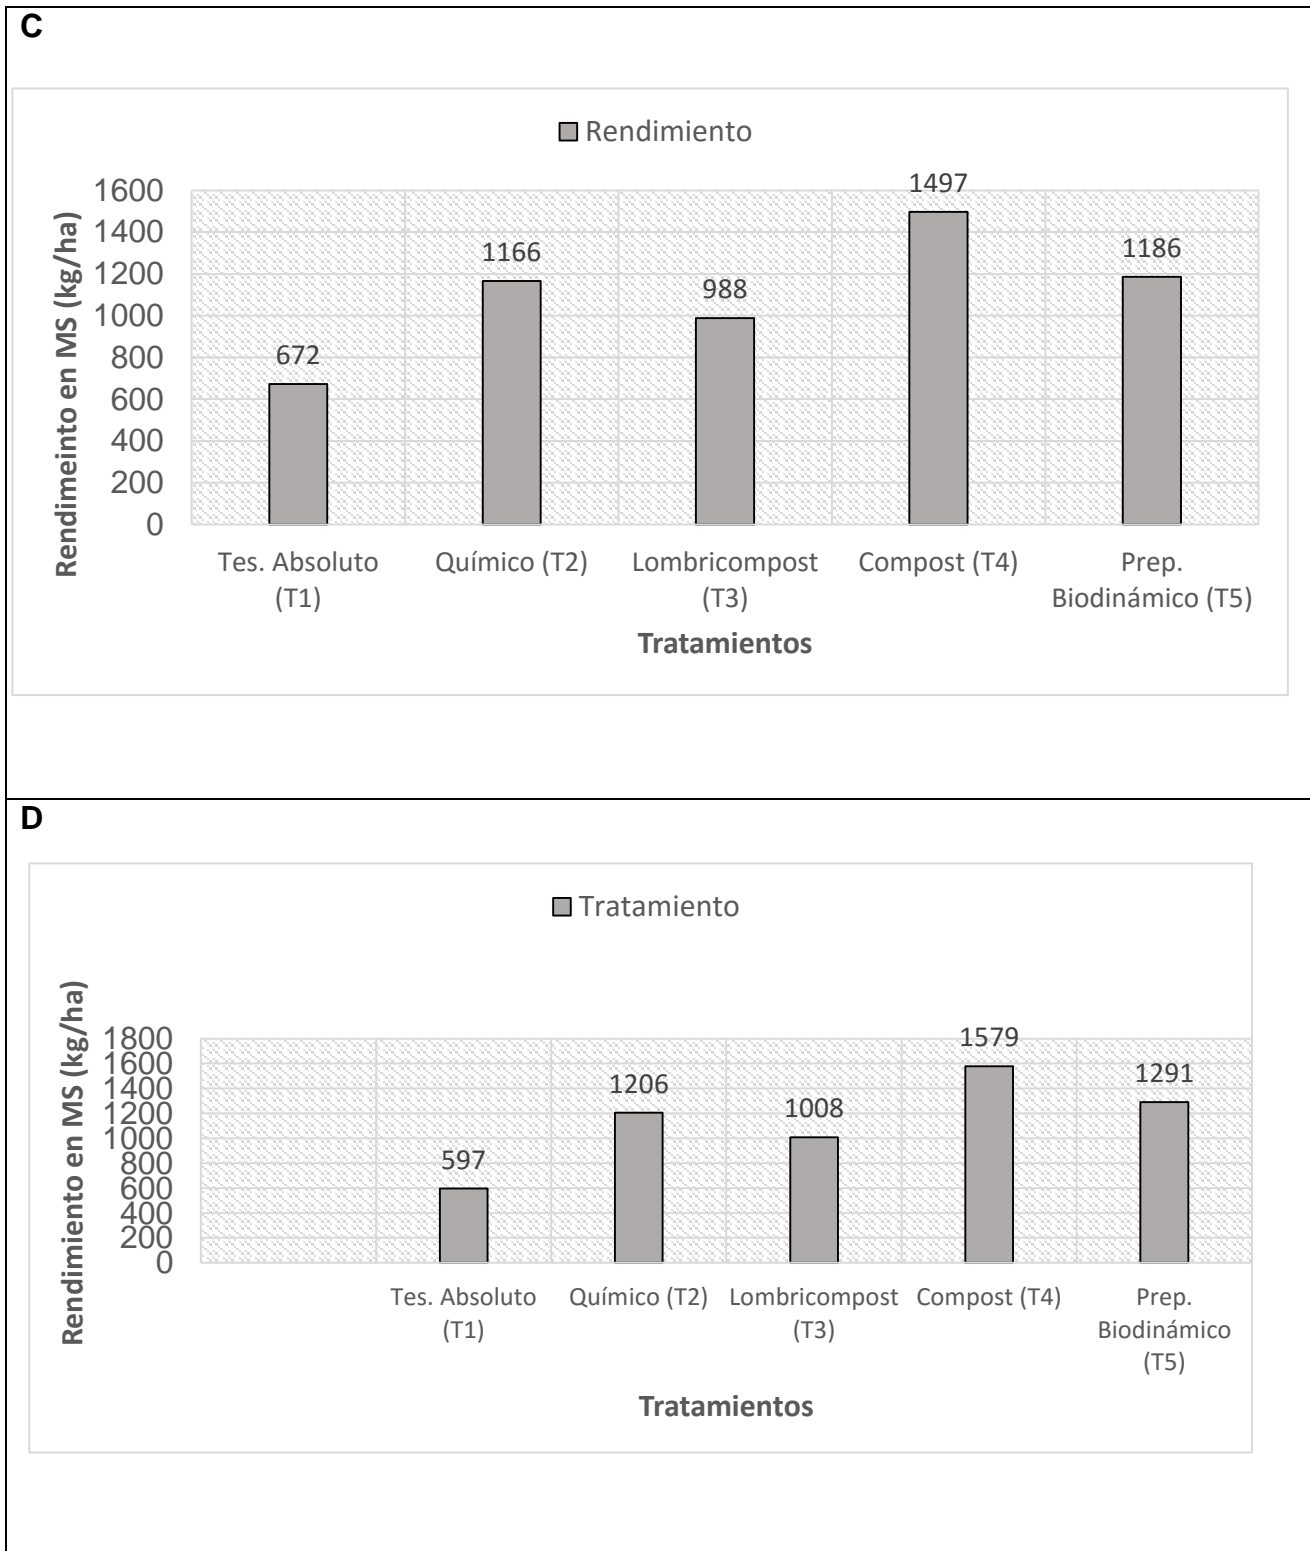 C
Rendimiento
Rendimeinto en MS (kg/ha)
1600
1400
1200
1000
800
600
400
200
0
672
1166
988
1497
1186
Tes. Absoluto
(T1)
Químico (T2)
Lombricompost
(T3)
Compost (T4)
Prep.
Biodinámico (T5)
Tratamientos
D
Tratamiento
Rendimiento en MS (kg/ha)
1800
1600
1400
1200
1000
800
600
400
200
0
597
1206
1008
1579
1291
Tes. Absoluto
(T1)
Químico (T2)
Lombricompost
(T3)
Compost (T4)
Prep.
Biodinámico
(T5)
Tratamientos